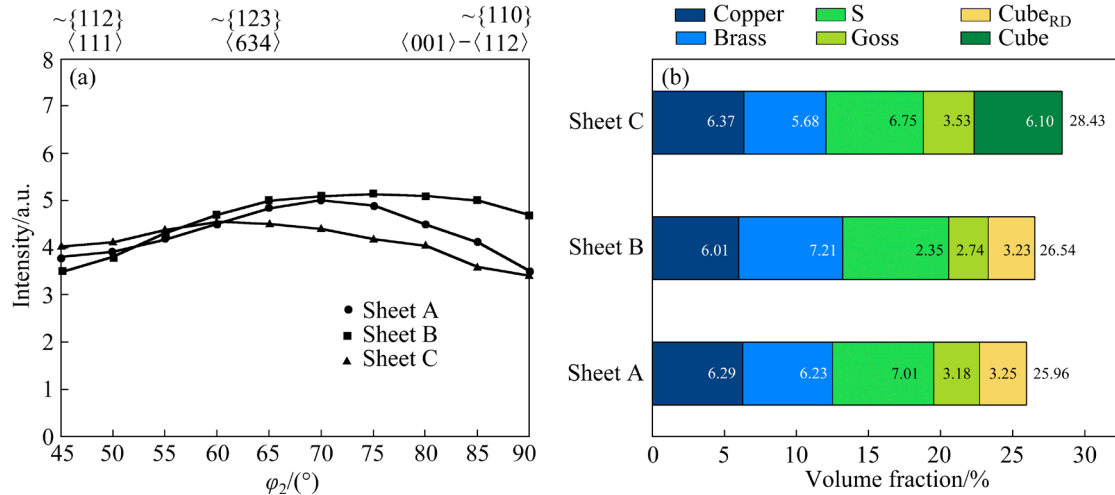 ~{112}
⟨111⟩
~{123}
⟨634⟩
~{110}
⟨001⟩−⟨112⟩
(a)
8
7
6
5
4
3
2
1
0
Intensity/a.u.
Sheet A
Sheet B
Sheet C
45 50 55 60 65 70 75 80 85 90
φ₂/(°)
Copper S Cube_RD
Brass Goss Cube
(b)
Sheet C 6.37 5.68 6.75 3.53 6.10 28.43
Sheet B 6.01 7.21 2.35 2.74 3.23 26.54
Sheet A 6.29 6.23 7.01 3.18 3.25 25.96
0 5 10 15 20 25 30
Volume fraction/%